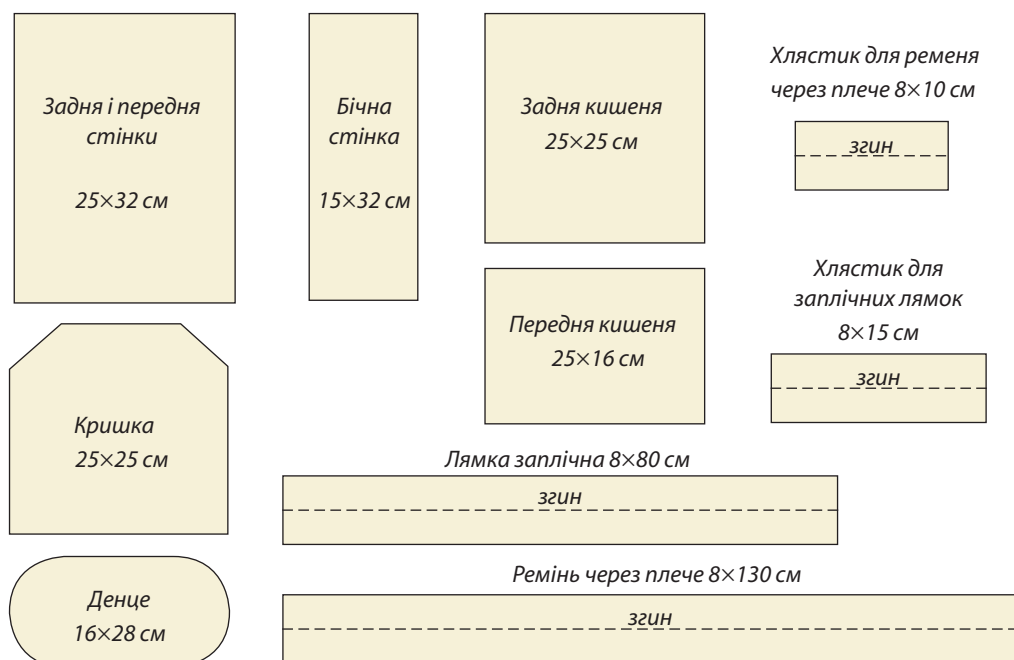 Задня і передня
стінки
25×32 см
Бічна
стінка
15×32 см
Задня кишеня
25×25 см
Хлястик для ременя
через плече 8×10 см
згин
Передня кишеня
25×16 см
Хлястик для
заплічних лямок
8×15 см
згин
Кришка
25×25 см
Лямка заплічна 8×80 см
згин
Денце
16×28 см
Ремінь через плече 8×130 см
згин